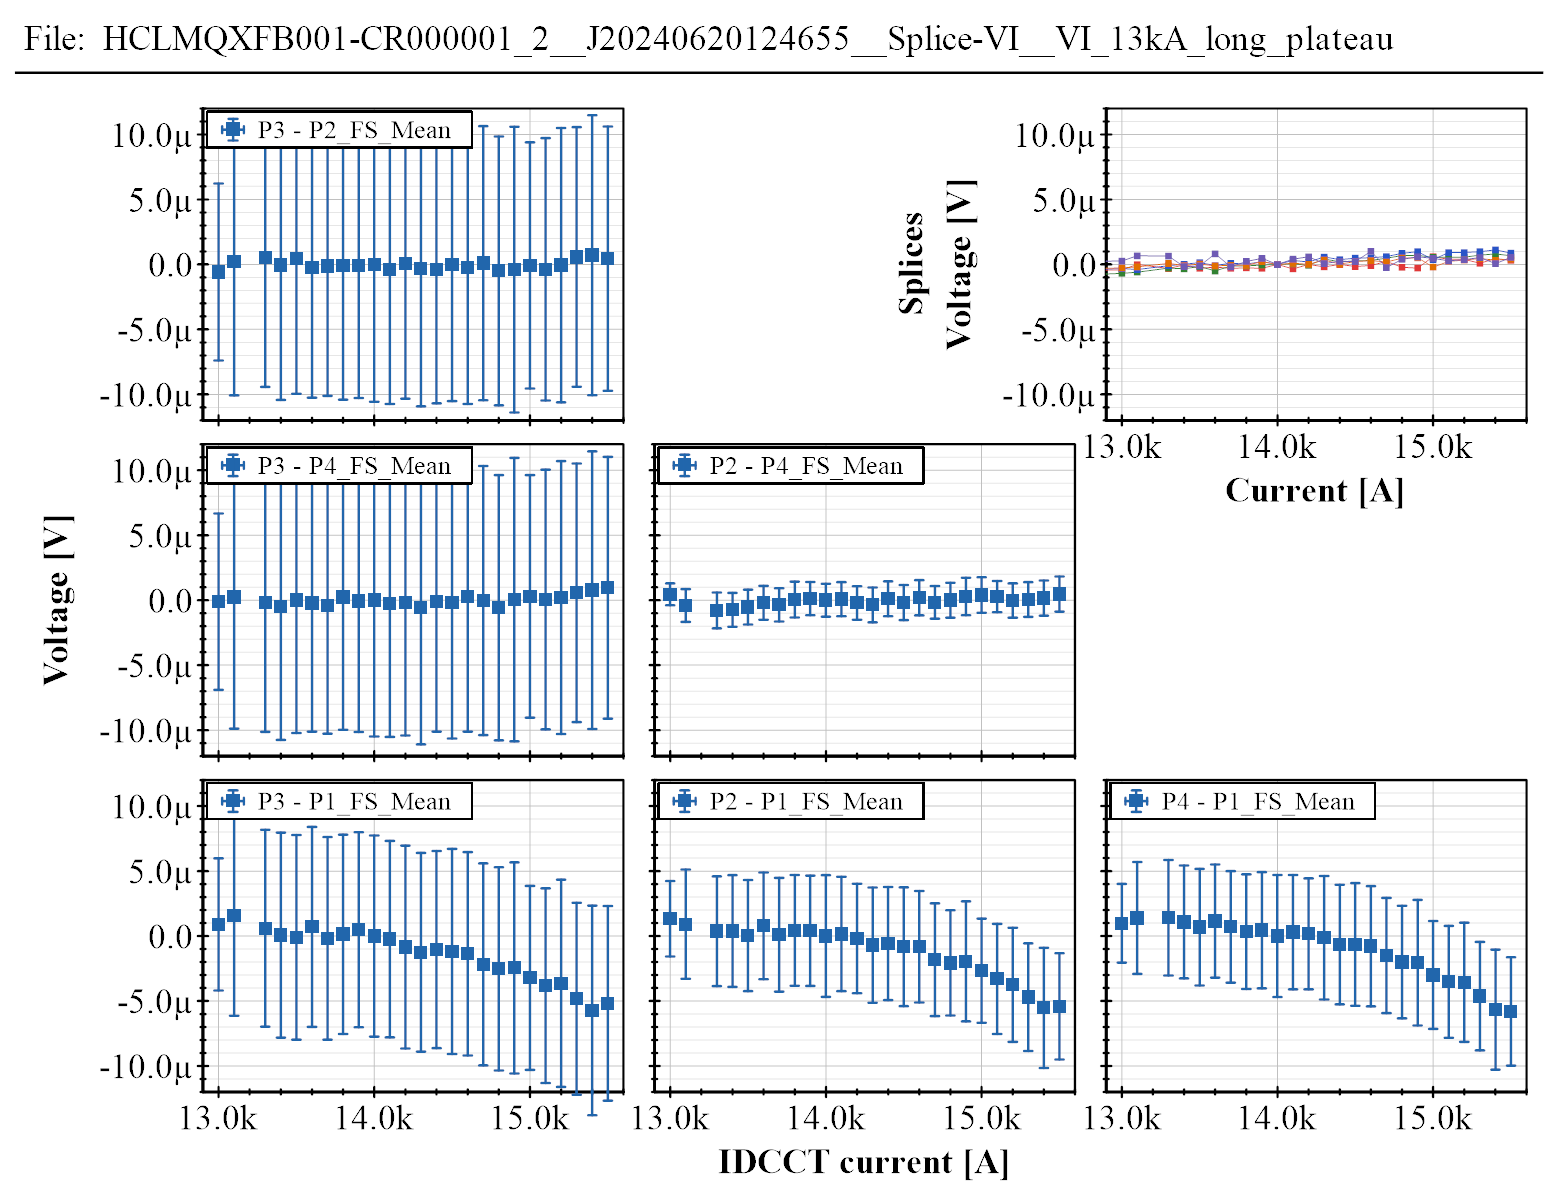 File:  HCLMQXFB001-CR000001_2__J20240620124655__Splice-VI__VI_13kA_long_plateau
P3 - P2_FS_Mean
10.0µ
5.0µ
0.0
-5.0µ
-10.0µ
Splices
Voltage [V]
10.0µ
5.0µ
0.0
-5.0µ
-10.0µ
13.0k 14.0k 15.0k
Current [A]
Voltage [V]
P3 - P4_FS_Mean
10.0µ
5.0µ
0.0
-5.0µ
-10.0µ
P2 - P4_FS_Mean
P3 - P1_FS_Mean
10.0µ
5.0µ
0.0
-5.0µ
-10.0µ
13.0k 14.0k 15.0k
P2 - P1_FS_Mean
13.0k 14.0k 15.0k
P4 - P1_FS_Mean
13.0k 14.0k 15.0k
IDCCT current [A]